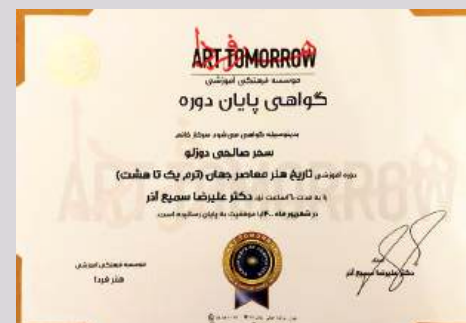 هنر فردا
ART TOMORROW
موسسه فرهنگی آموزشی
گواهی پایان دوره
بدینوسیله گواهی می‌شود سرکار خانم
سحر صالحی دوزلو
دوره آموزشی تاریخ هنر معاصر جهان (ترم یک تا هشت)
را به مدت ساعت نزد دکتر علیرضا سمیع آذر
در شهریور ماه ۱۴۰۰ با موفقیت به پایان رسانیده است.
موسسه فرهنگی آموزشی
هنر فردا
استاد
دکتر علیرضا سمیع آذر